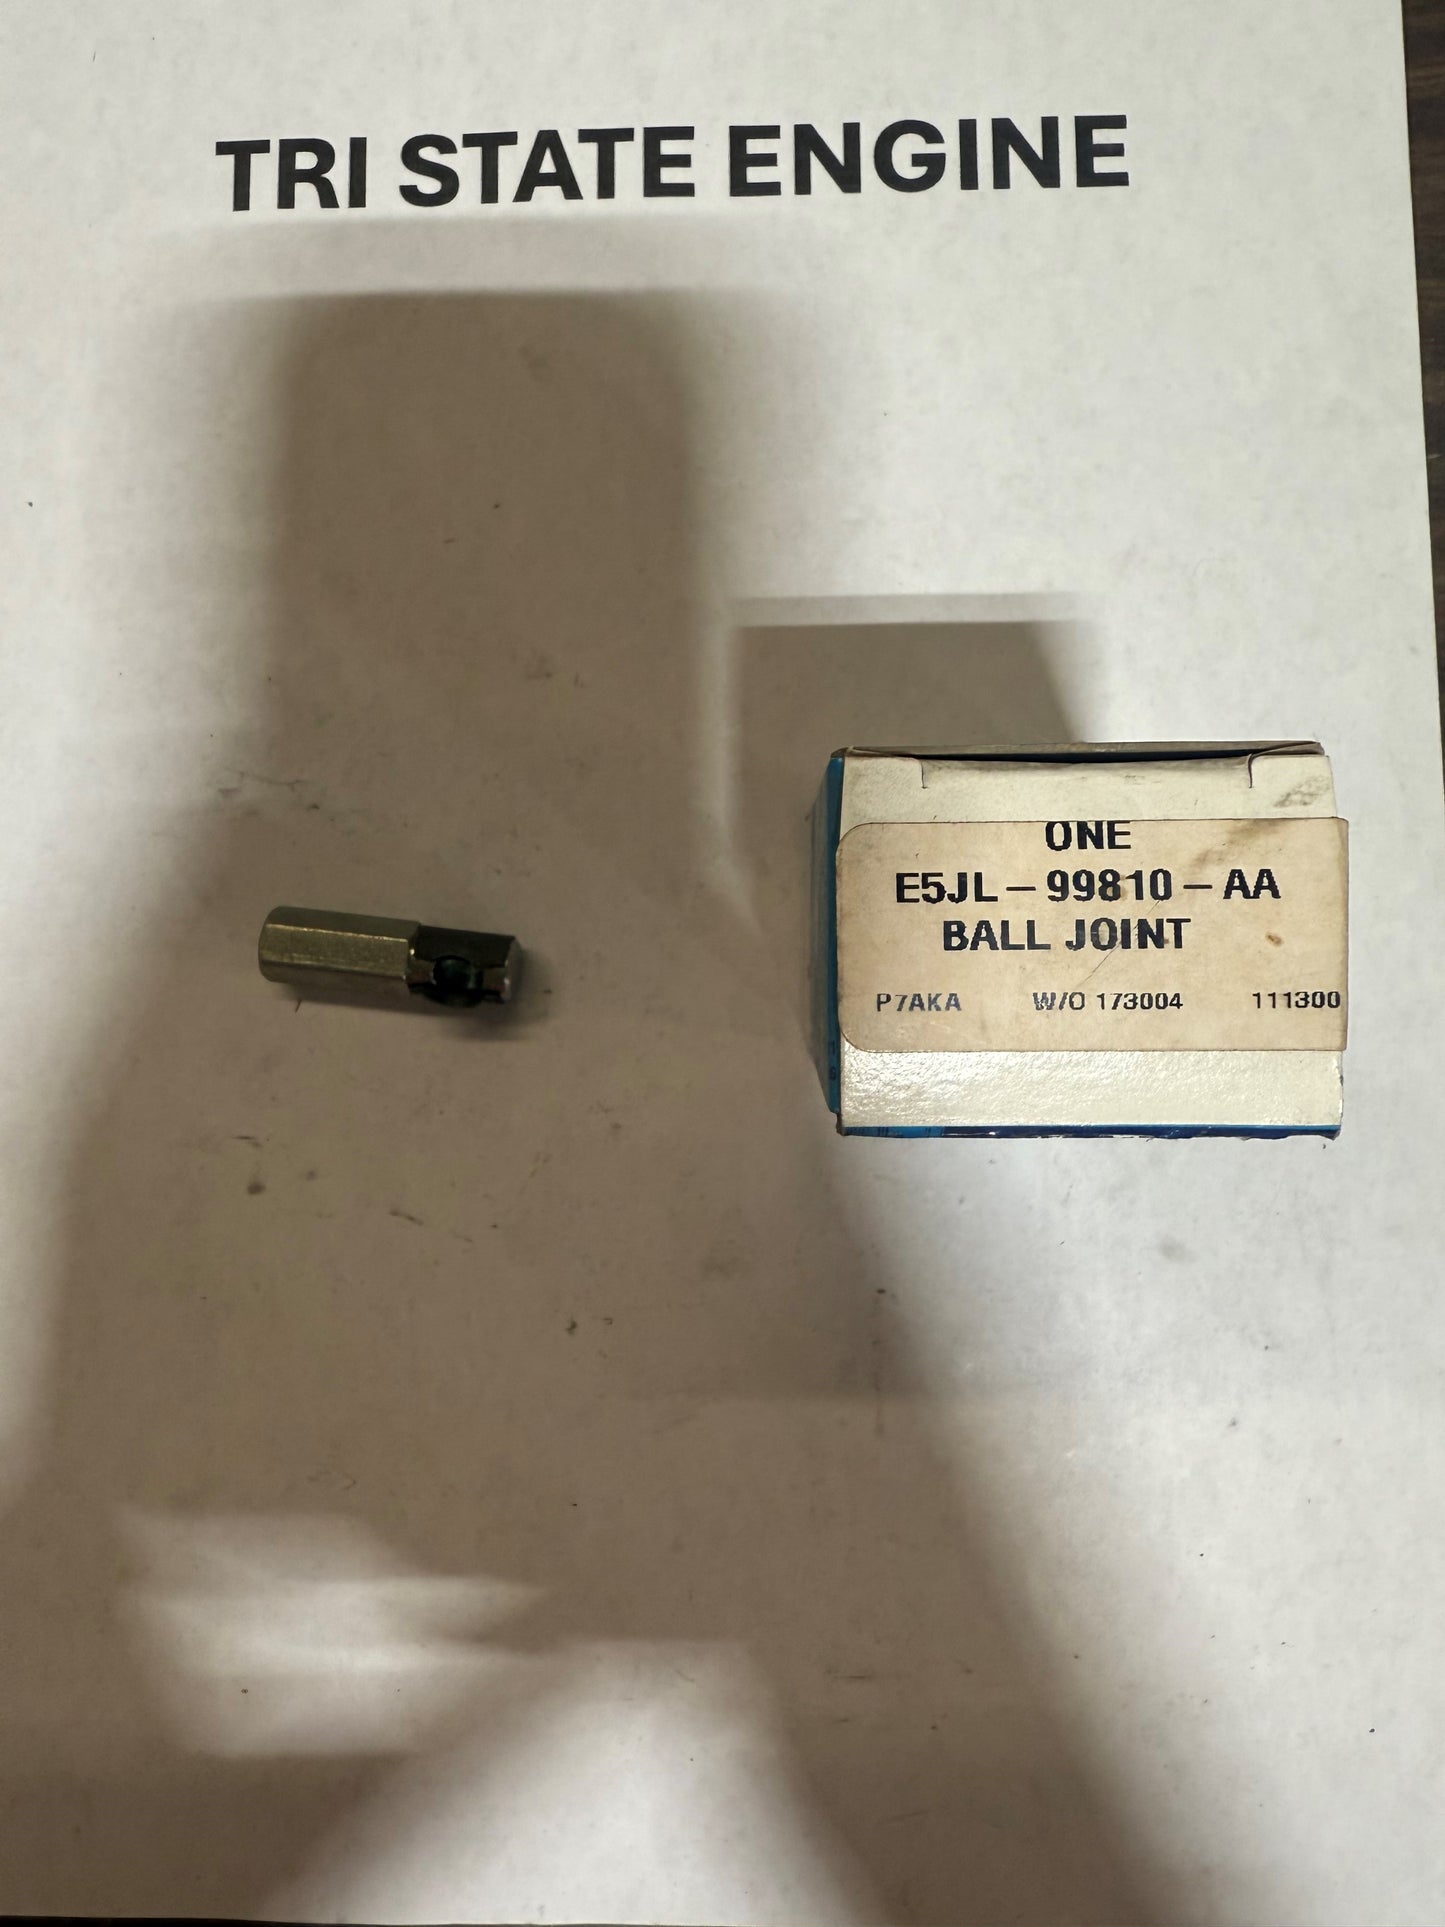 TRI STATE ENGINE
ONE
E5JL-99810-AA
BALL JOINT
P7AKA W/O 173004 111300